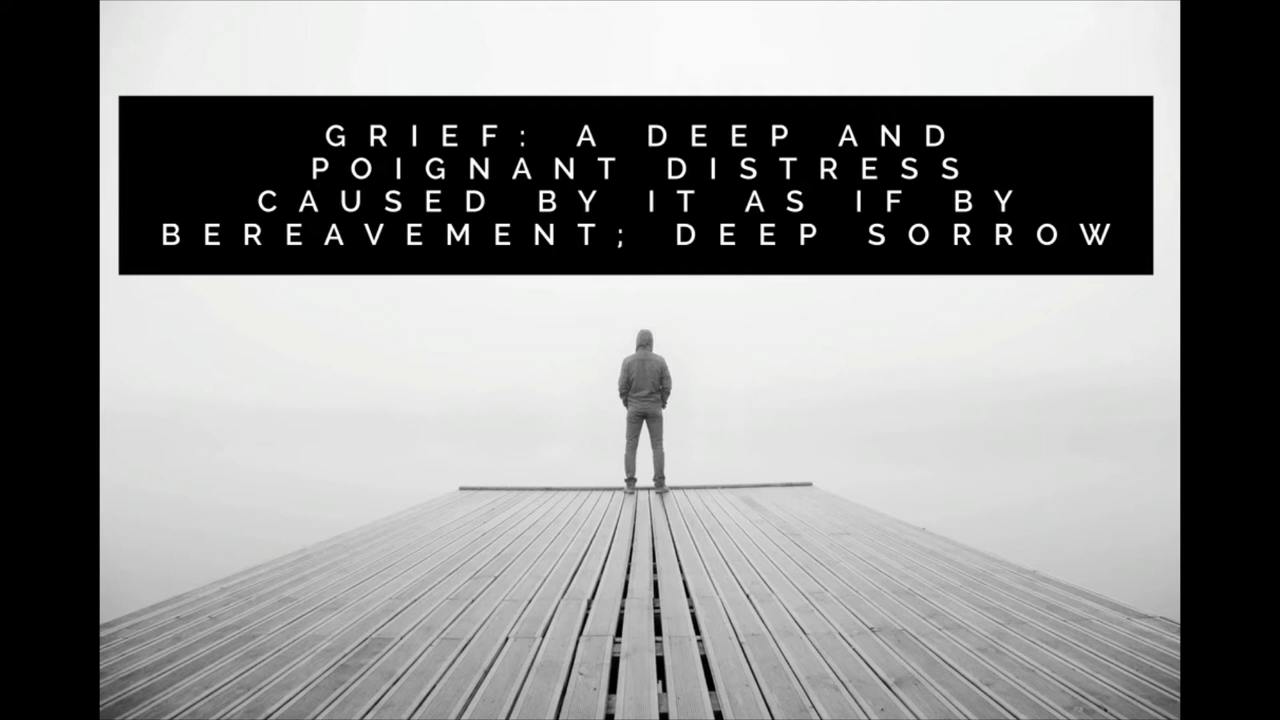 GRIEF: A DEEP AND
POIGNANT DISTRESS
CAUSED BY IT AS IF BY
BEREAVEMENT; DEEP SORROW